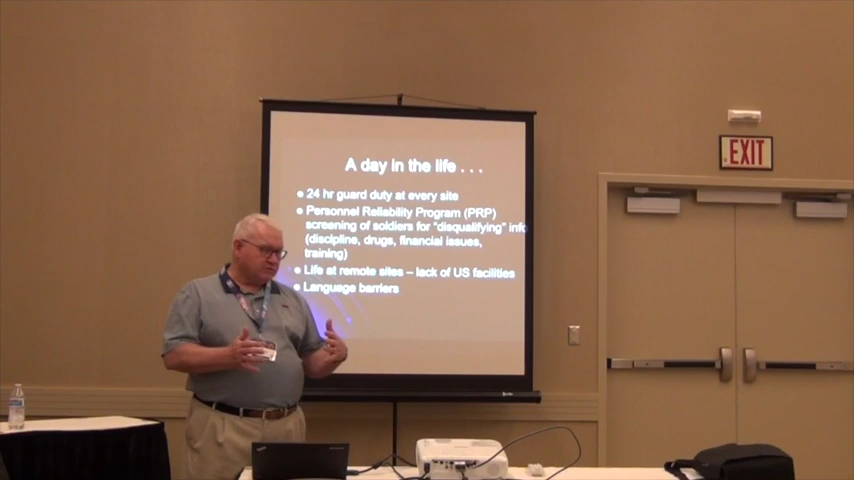 A day in the life . . .
● 24 hr guard duty at every site
● Personnel Reliability Program (PRP)
screening of soldiers for "disqualifying" info
(discipline, drugs, financial issues,
training)
● Life at remote sites – lack of US facilities
● Language barriers
EXIT